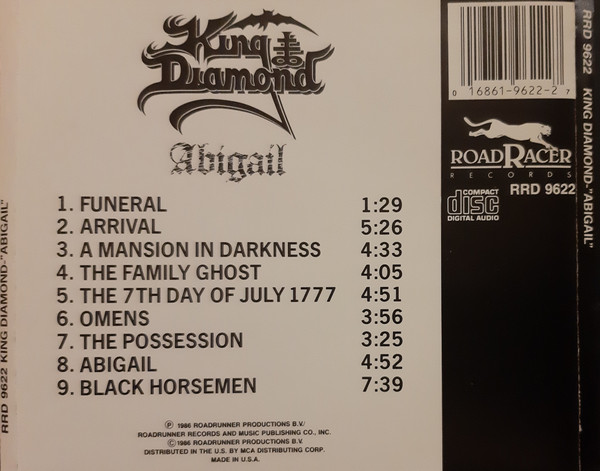 King Diamond
Abigail
1. FUNERAL 1:29
2. ARRIVAL 5:26
3. A MANSION IN DARKNESS 4:33
4. THE FAMILY GHOST 4:05
5. THE 7TH DAY OF JULY 1777 4:51
6. OMENS 3:56
7. THE POSSESSION 3:25
8. ABIGAIL 4:52
9. BLACK HORSEMEN 7:39
Ⓟ 1986 ROADRUNNER PRODUCTIONS B.V./
ROADRUNNER RECORDS AND MUSIC PUBLISHING CO., INC.
© 1986 ROADRUNNER PRODUCTIONS B.V.
DISTRIBUTED IN THE U.S. BY MCA DISTRIBUTING CORP.
MADE IN U.S.A.
0 16861-9622-2 7
ROADRACER
RECORDS
COMPACT
disc
DIGITAL AUDIO
RRD 9622
RRD 9622 KING DIAMOND-"ABIGAIL"
RRD 9622 KING DIAMOND-"ABIGAIL"